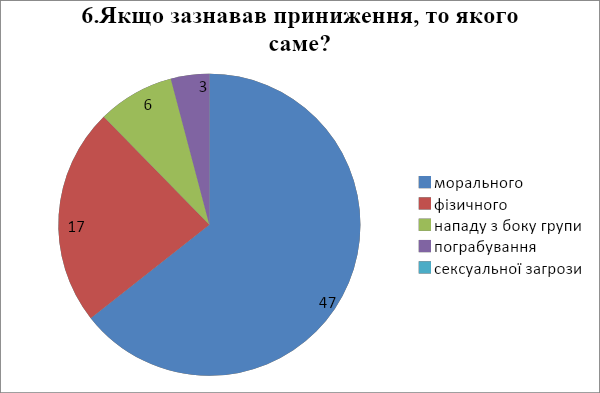 6.Якщо зазнавав приниження, то якого
саме?
3
6
17
47
морального
фізичного
нападу з боку групи
пограбування
сексуальної загрози